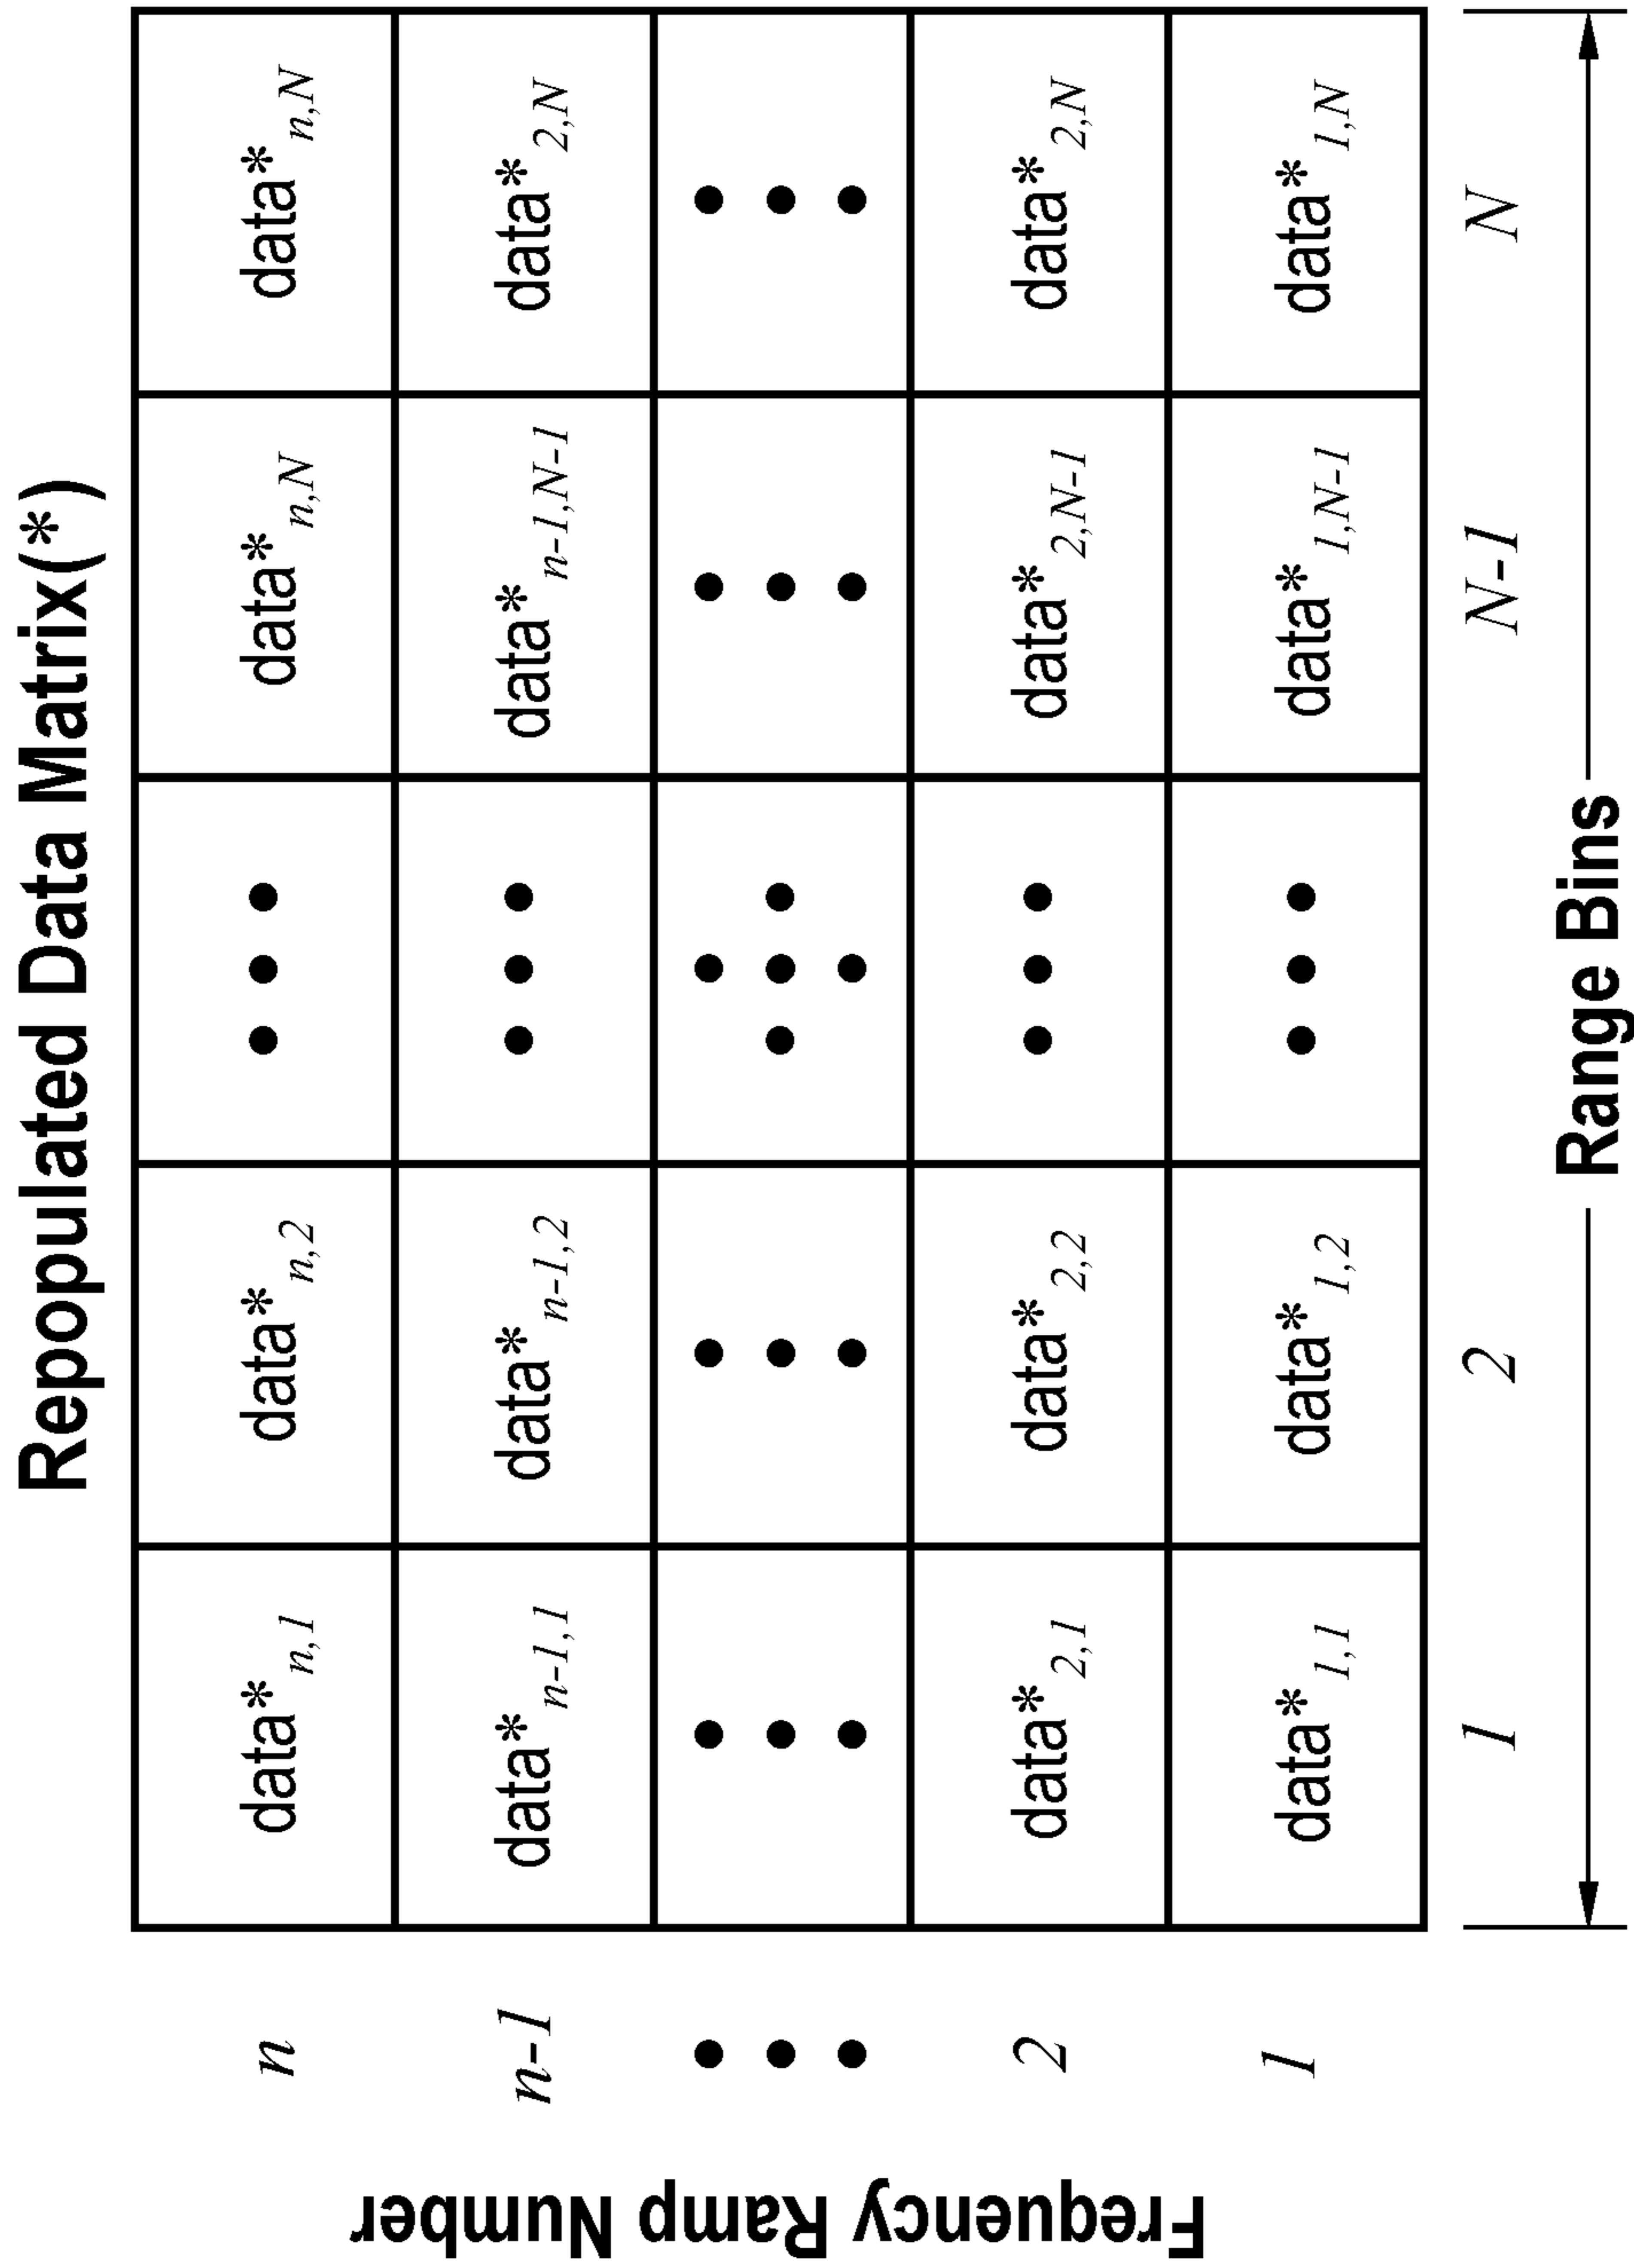 Repopulated Data Matrix(*)
n data*n,1 data*n,2 • • • data*n,N data*n,N
n-1 data*n-1,1 data*n-1,2 • • • data*n-1,N-1 data*2,N
• • • • • • • • • • • • • • • • • • • •
2 data*2,1 data*2,2 • • • data*2,N-1 data*2,N
1 data*1,1 data*1,2 • • • data*1,N-1 data*1,N
1 2 N-1 N
Range Bins
Frequency Ramp Number